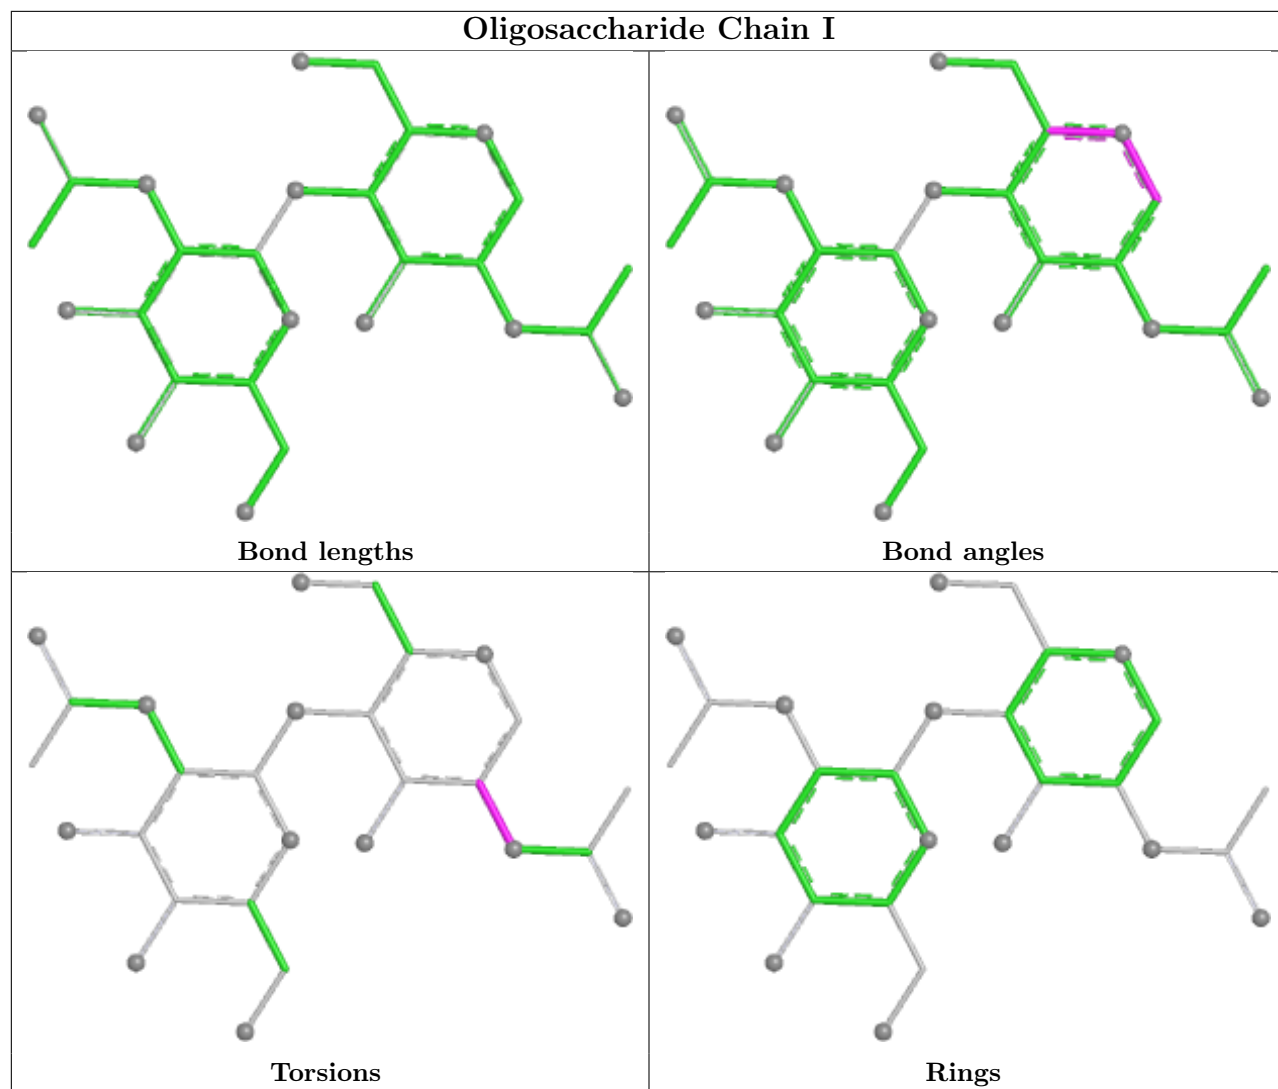 Oligosaccharide Chain I
Bond lengths
Bond angles
Torsions
Rings